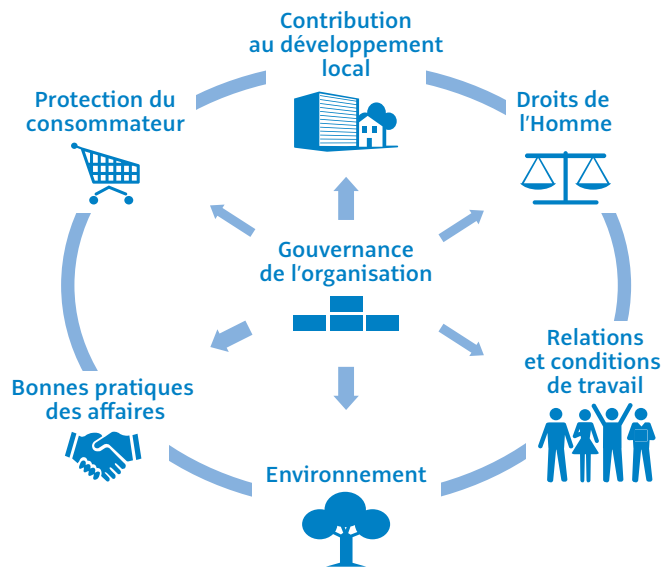 Contribution
au développement
local
Protection du
consommateur
Droits de
l'Homme
Gouvernance
de l'organisation
Relations
et conditions
de travail
Bonnes pratiques
des affaires
Environnement